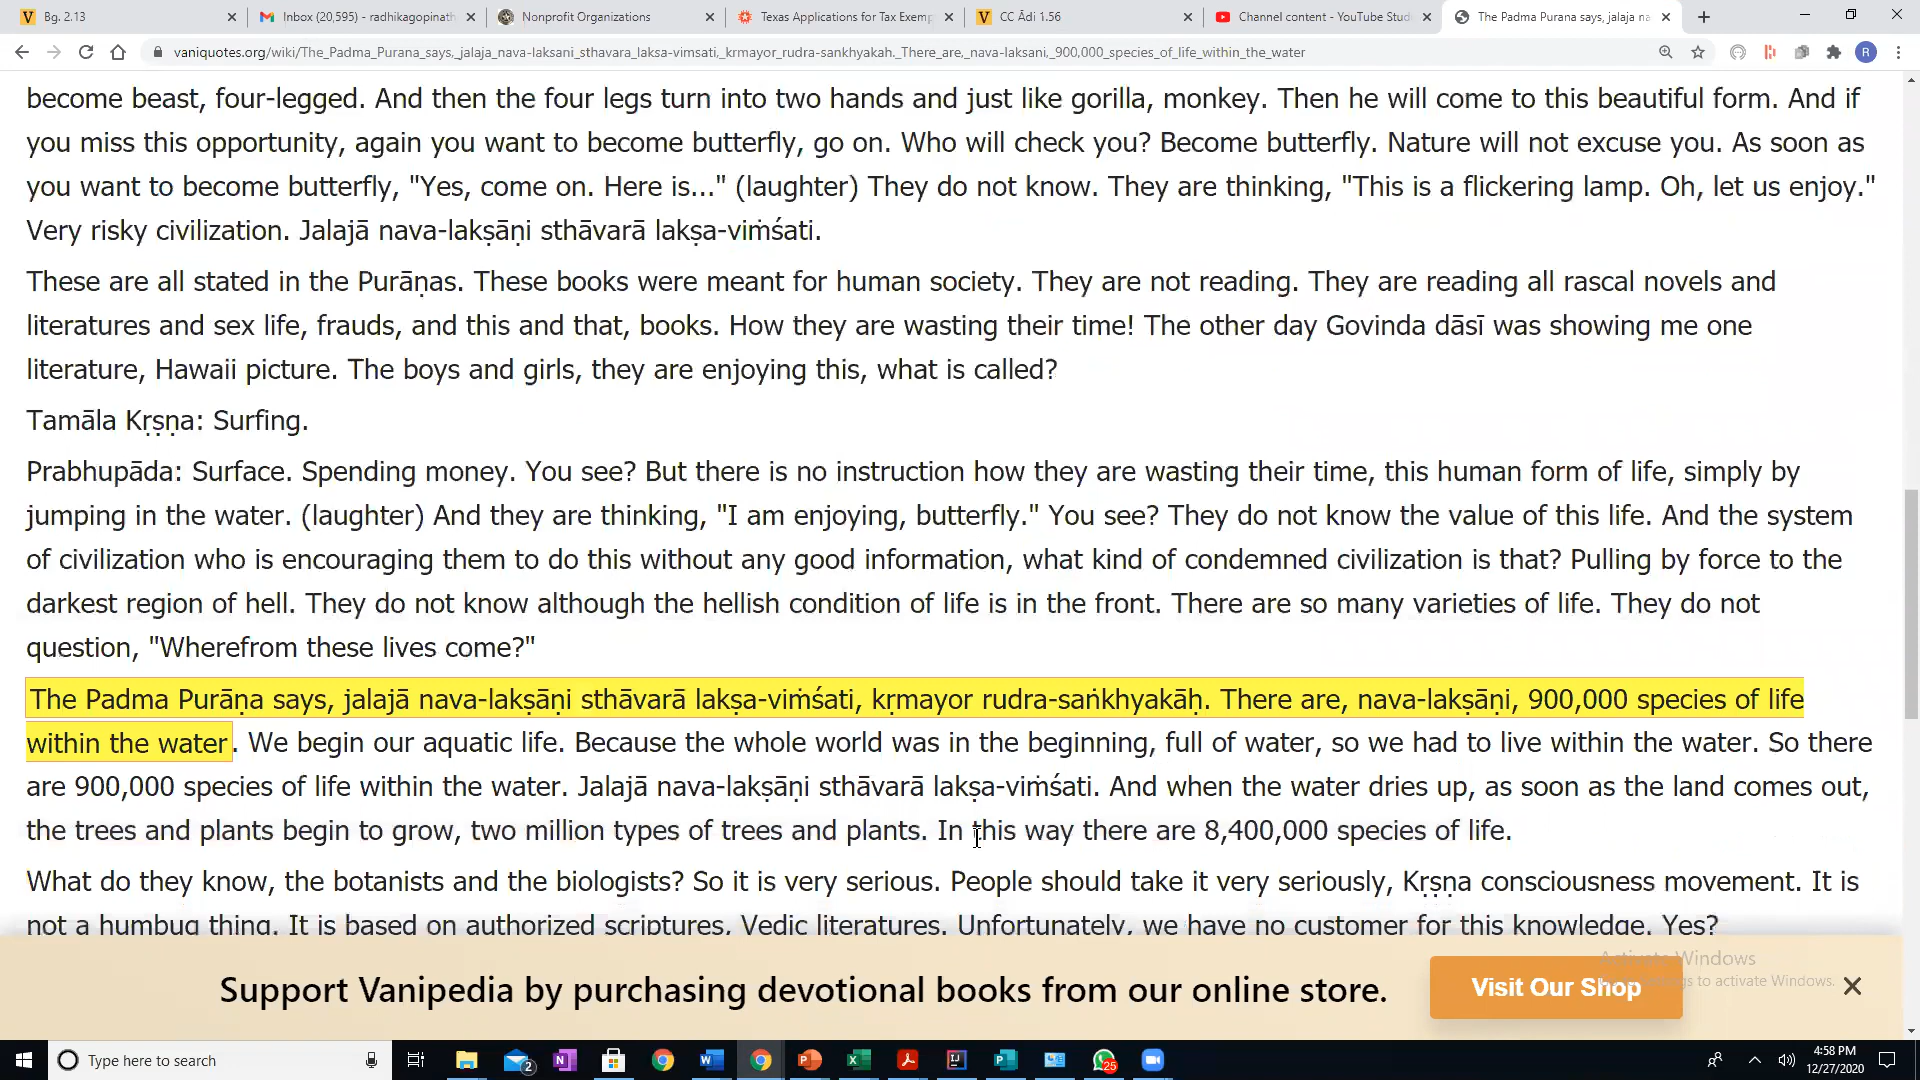 Bg. 2.13
Inbox (20,595) - radhikagopinath
Nonprofit Organizations
Texas Applications for Tax Exemp
CC Ādi 1.56
Channel content - YouTube Stud
The Padma Purana says, jalaja na
vaniquotes.org/wiki/The_Padma_Purana_says,_jalaja_nava-laksani_sthavara_laksa-vimsati,_krmayor_rudra-sankhyakah._There_are,_nava-laksani,_900,000_species_of_life_within_the_water
R
become beast, four-legged. And then the four legs turn into two hands and just like gorilla, monkey. Then he will come to this beautiful form. And if
you miss this opportunity, again you want to become butterfly, go on. Who will check you? Become butterfly. Nature will not excuse you. As soon as
you want to become butterfly, "Yes, come on. Here is..." (laughter) They do not know. They are thinking, "This is a flickering lamp. Oh, let us enjoy."
Very risky civilization. Jalajā nava-lakṣāṇi sthāvarā lakṣa-viṁśati.
These are all stated in the Purāṇas. These books were meant for human society. They are not reading. They are reading all rascal novels and
literatures and sex life, frauds, and this and that, books. How they are wasting their time! The other day Govinda dāsī was showing me one
literature, Hawaii picture. The boys and girls, they are enjoying this, what is called?
Tamāla Kṛṣṇa: Surfing.
Prabhupāda: Surface. Spending money. You see? But there is no instruction how they are wasting their time, this human form of life, simply by
jumping in the water. (laughter) And they are thinking, "I am enjoying, butterfly." You see? They do not know the value of this life. And the system
of civilization who is encouraging them to do this without any good information, what kind of condemned civilization is that? Pulling by force to the
darkest region of hell. They do not know although the hellish condition of life is in the front. There are so many varieties of life. They do not
question, "Wherefrom these lives come?"
The Padma Purāṇa says, jalajā nava-lakṣāṇi sthāvarā lakṣa-viṁśati, kṛmayor rudra-saṅkhyakāḥ. There are, nava-lakṣāṇi, 900,000 species of life
within the water. We begin our aquatic life. Because the whole world was in the beginning, full of water, so we had to live within the water. So there
are 900,000 species of life within the water. Jalajā nava-lakṣāṇi sthāvarā lakṣa-viṁśati. And when the water dries up, as soon as the land comes out,
the trees and plants begin to grow, two million types of trees and plants. In this way there are 8,400,000 species of life.
What do they know, the botanists and the biologists? So it is very serious. People should take it very seriously, Kṛṣṇa consciousness movement. It is
not a humbug thing. It is based on authorized scriptures, Vedic literatures. Unfortunately, we have no customer for this knowledge. Yes?
Activate Windows
Support Vanipedia by purchasing devotional books from our online store.
Visit Our Shop
to activate Windows.
Type here to search
2
25
4:58 PM
12/27/2020